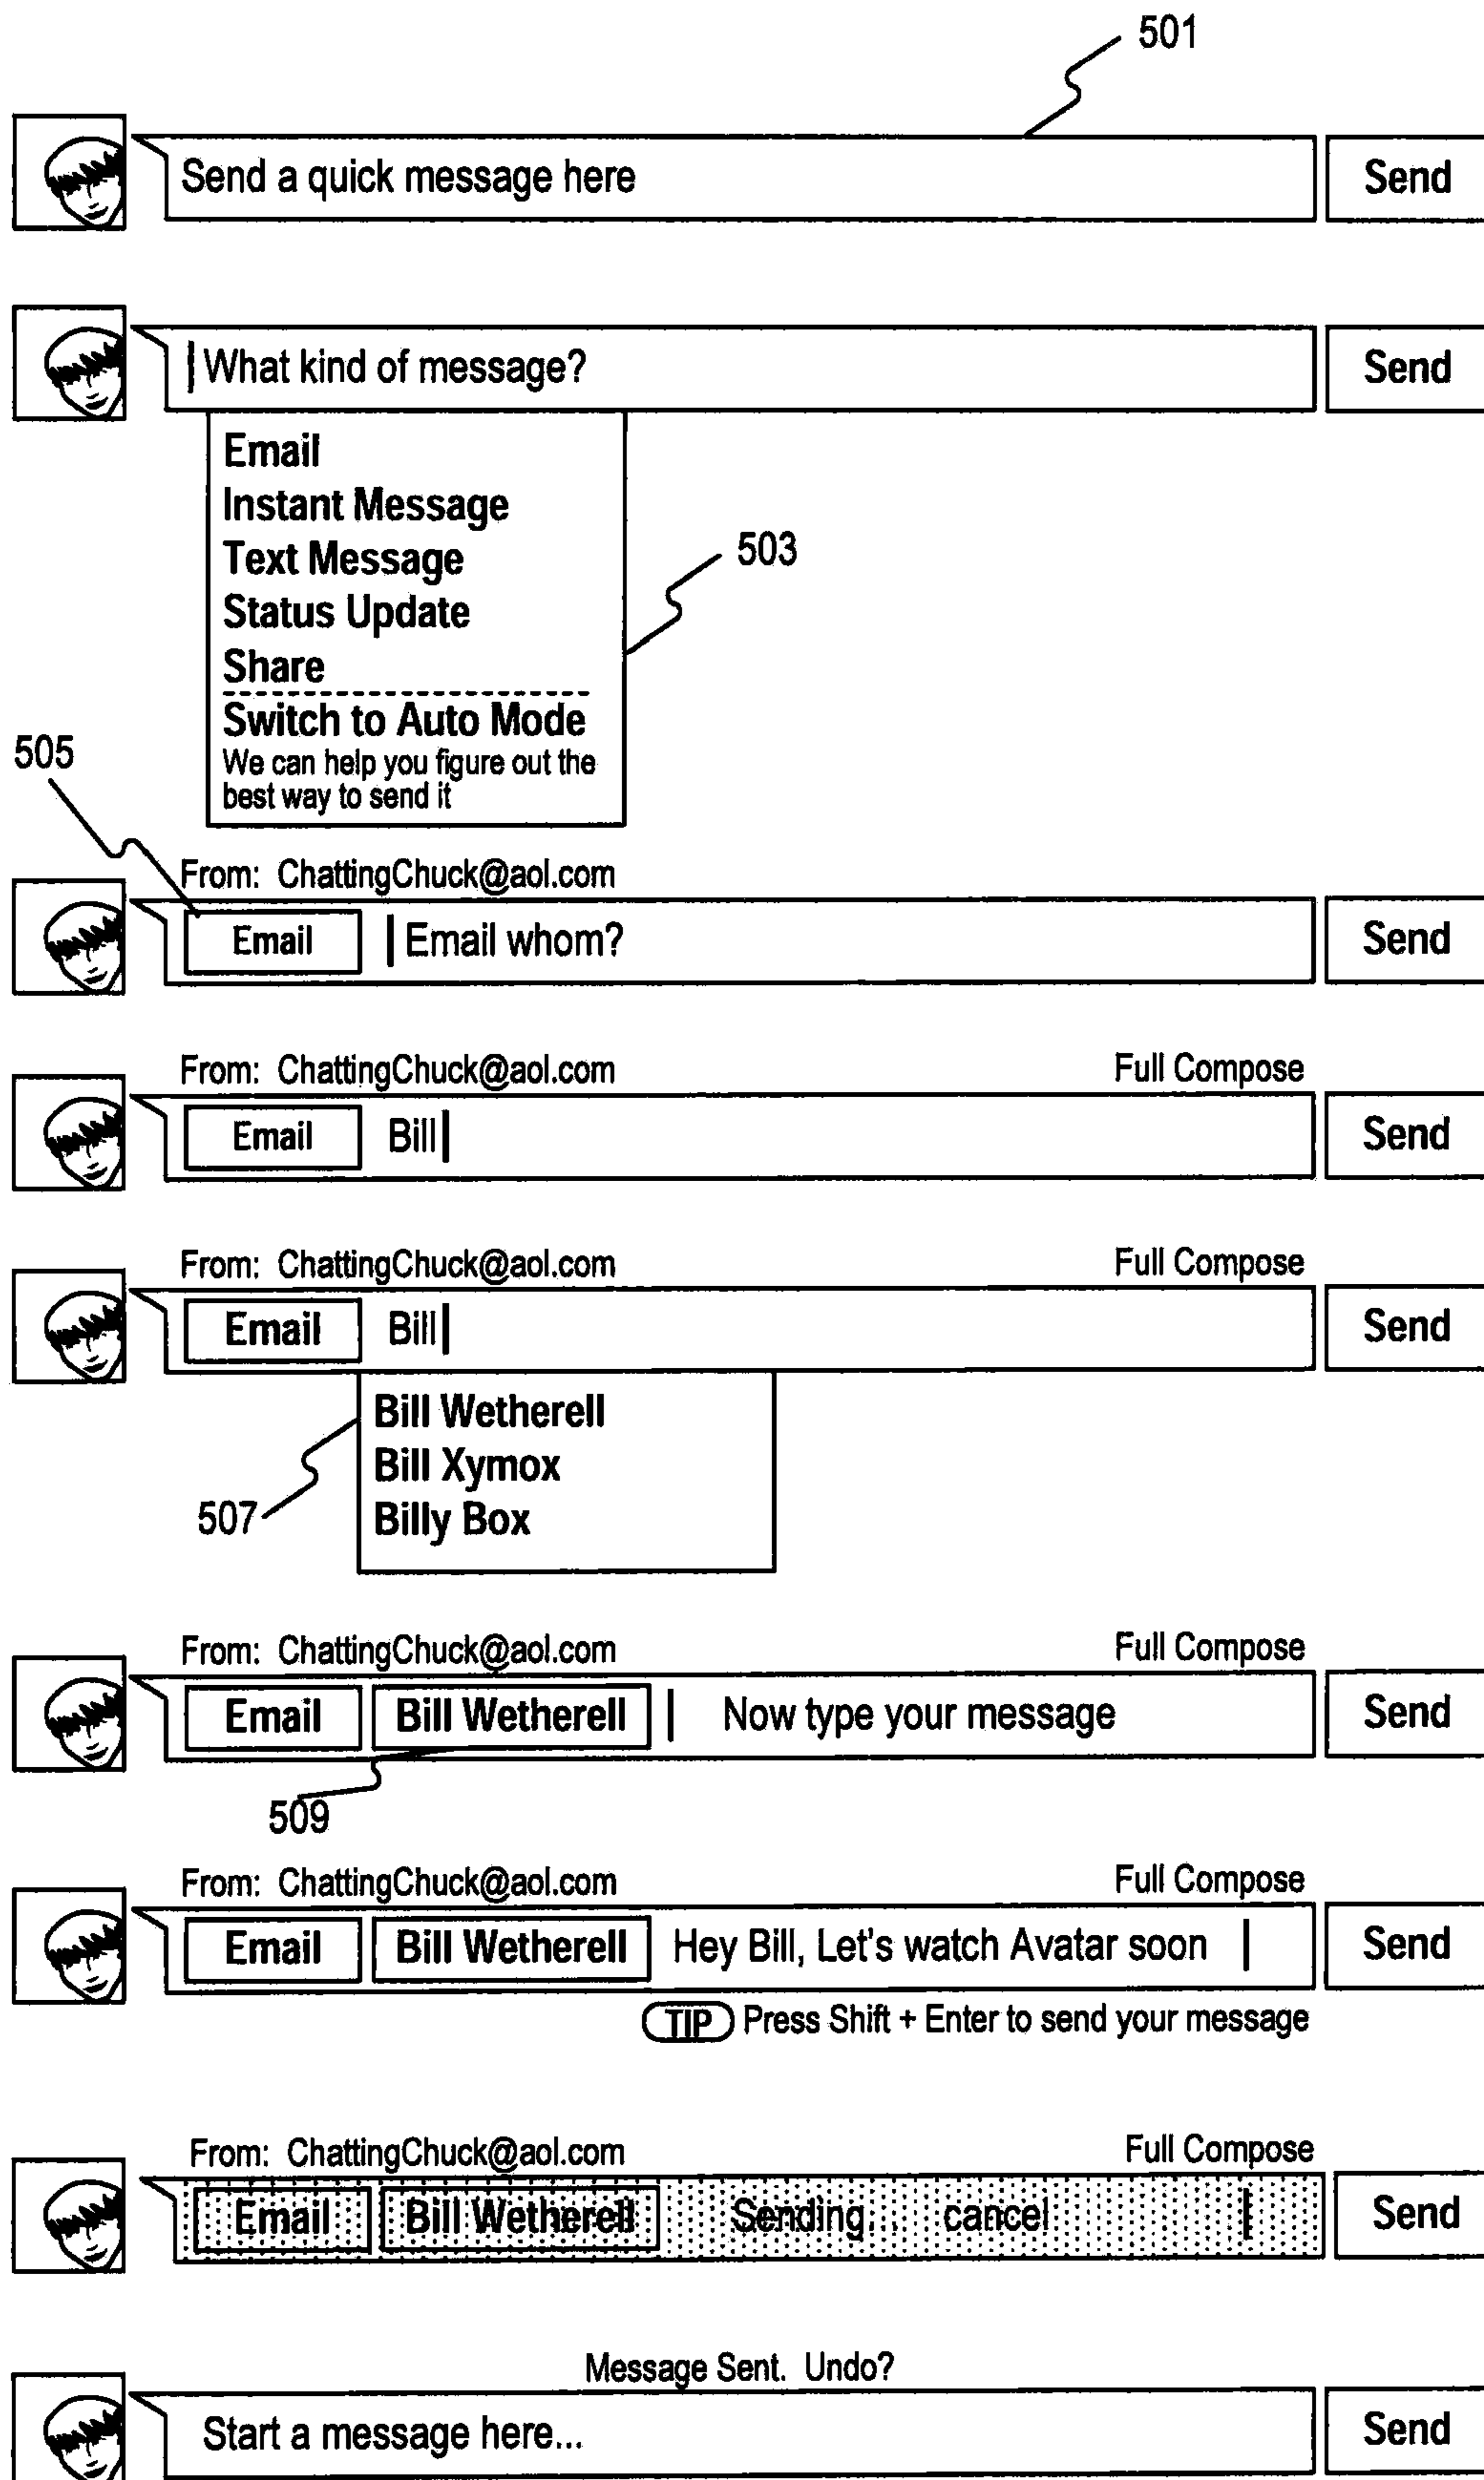 501
Send a quick message here Send
What kind of message? Send
Email
Instant Message
Text Message
503
Status Update
Share
Switch to Auto Mode
505
We can help you figure out the
best way to send it
From: ChattingChuck@aol.com
Email Email whom? Send
From: ChattingChuck@aol.com Full Compose
Email Bill Send
From: ChattingChuck@aol.com Full Compose
Email Bill Send
Bill Wetherell
Bill Xymox
507
Billy Box
From: ChattingChuck@aol.com Full Compose
Email Bill Wetherell Now type your message Send
509
From: ChattingChuck@aol.com Full Compose
Email Bill Wetherell Hey Bill, Let's watch Avatar soon Send
TIP Press Shift + Enter to send your message
From: ChattingChuck@aol.com Full Compose
Email Bill Wetherell Sending... cancel Send
Message Sent. Undo?
Start a message here... Send